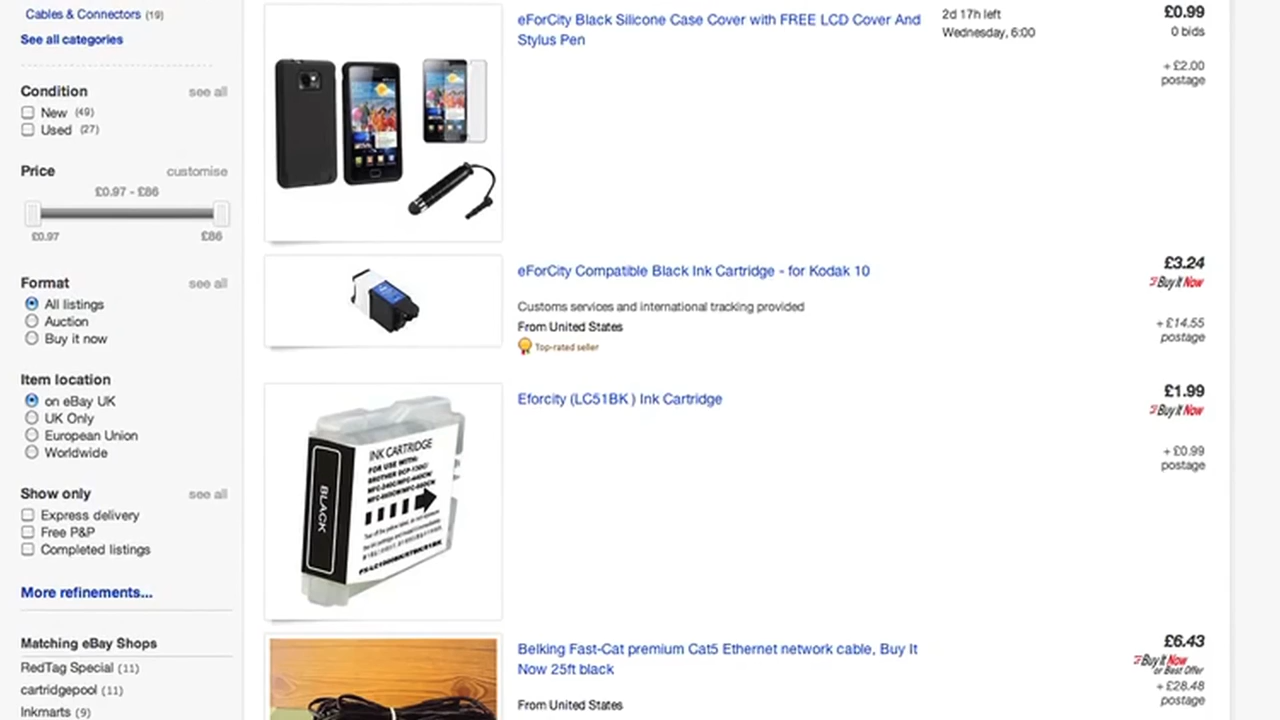 Cables & Connectors (19)
See all categories
Condition see all
New (49)
Used (27)
Price customise
£0.97 - £86
£0.97 £86
Format see all
All listings
Auction
Buy it now
Item location
on eBay UK
UK Only
European Union
Worldwide
Show only see all
Express delivery
Free P&P
Completed listings
More refinements...
Matching eBay Shops
RedTag Special (11)
cartridgepool (11)
Inkmarts (9)
eForCity Black Silicone Case Cover with FREE LCD Cover And
Stylus Pen
2d 17h left
Wednesday, 6:00
£0.99
0 bids
+ £2.00
postage
eForCity Compatible Black Ink Cartridge - for Kodak 10
Customs services and international tracking provided
From United States
Top-rated seller
£3.24
Buy It Now
+ £14.55
postage
INK CARTRIDGE
FOR USE WITH:
BLACK
Eforcity (LC51BK ) Ink Cartridge
£1.99
Buy It Now
+ £0.99
postage
Belking Fast-Cat premium Cat5 Ethernet network cable, Buy It
Now 25ft black
From United States
£6.43
Buy It Now
or Best Offer
+ £28.48
postage